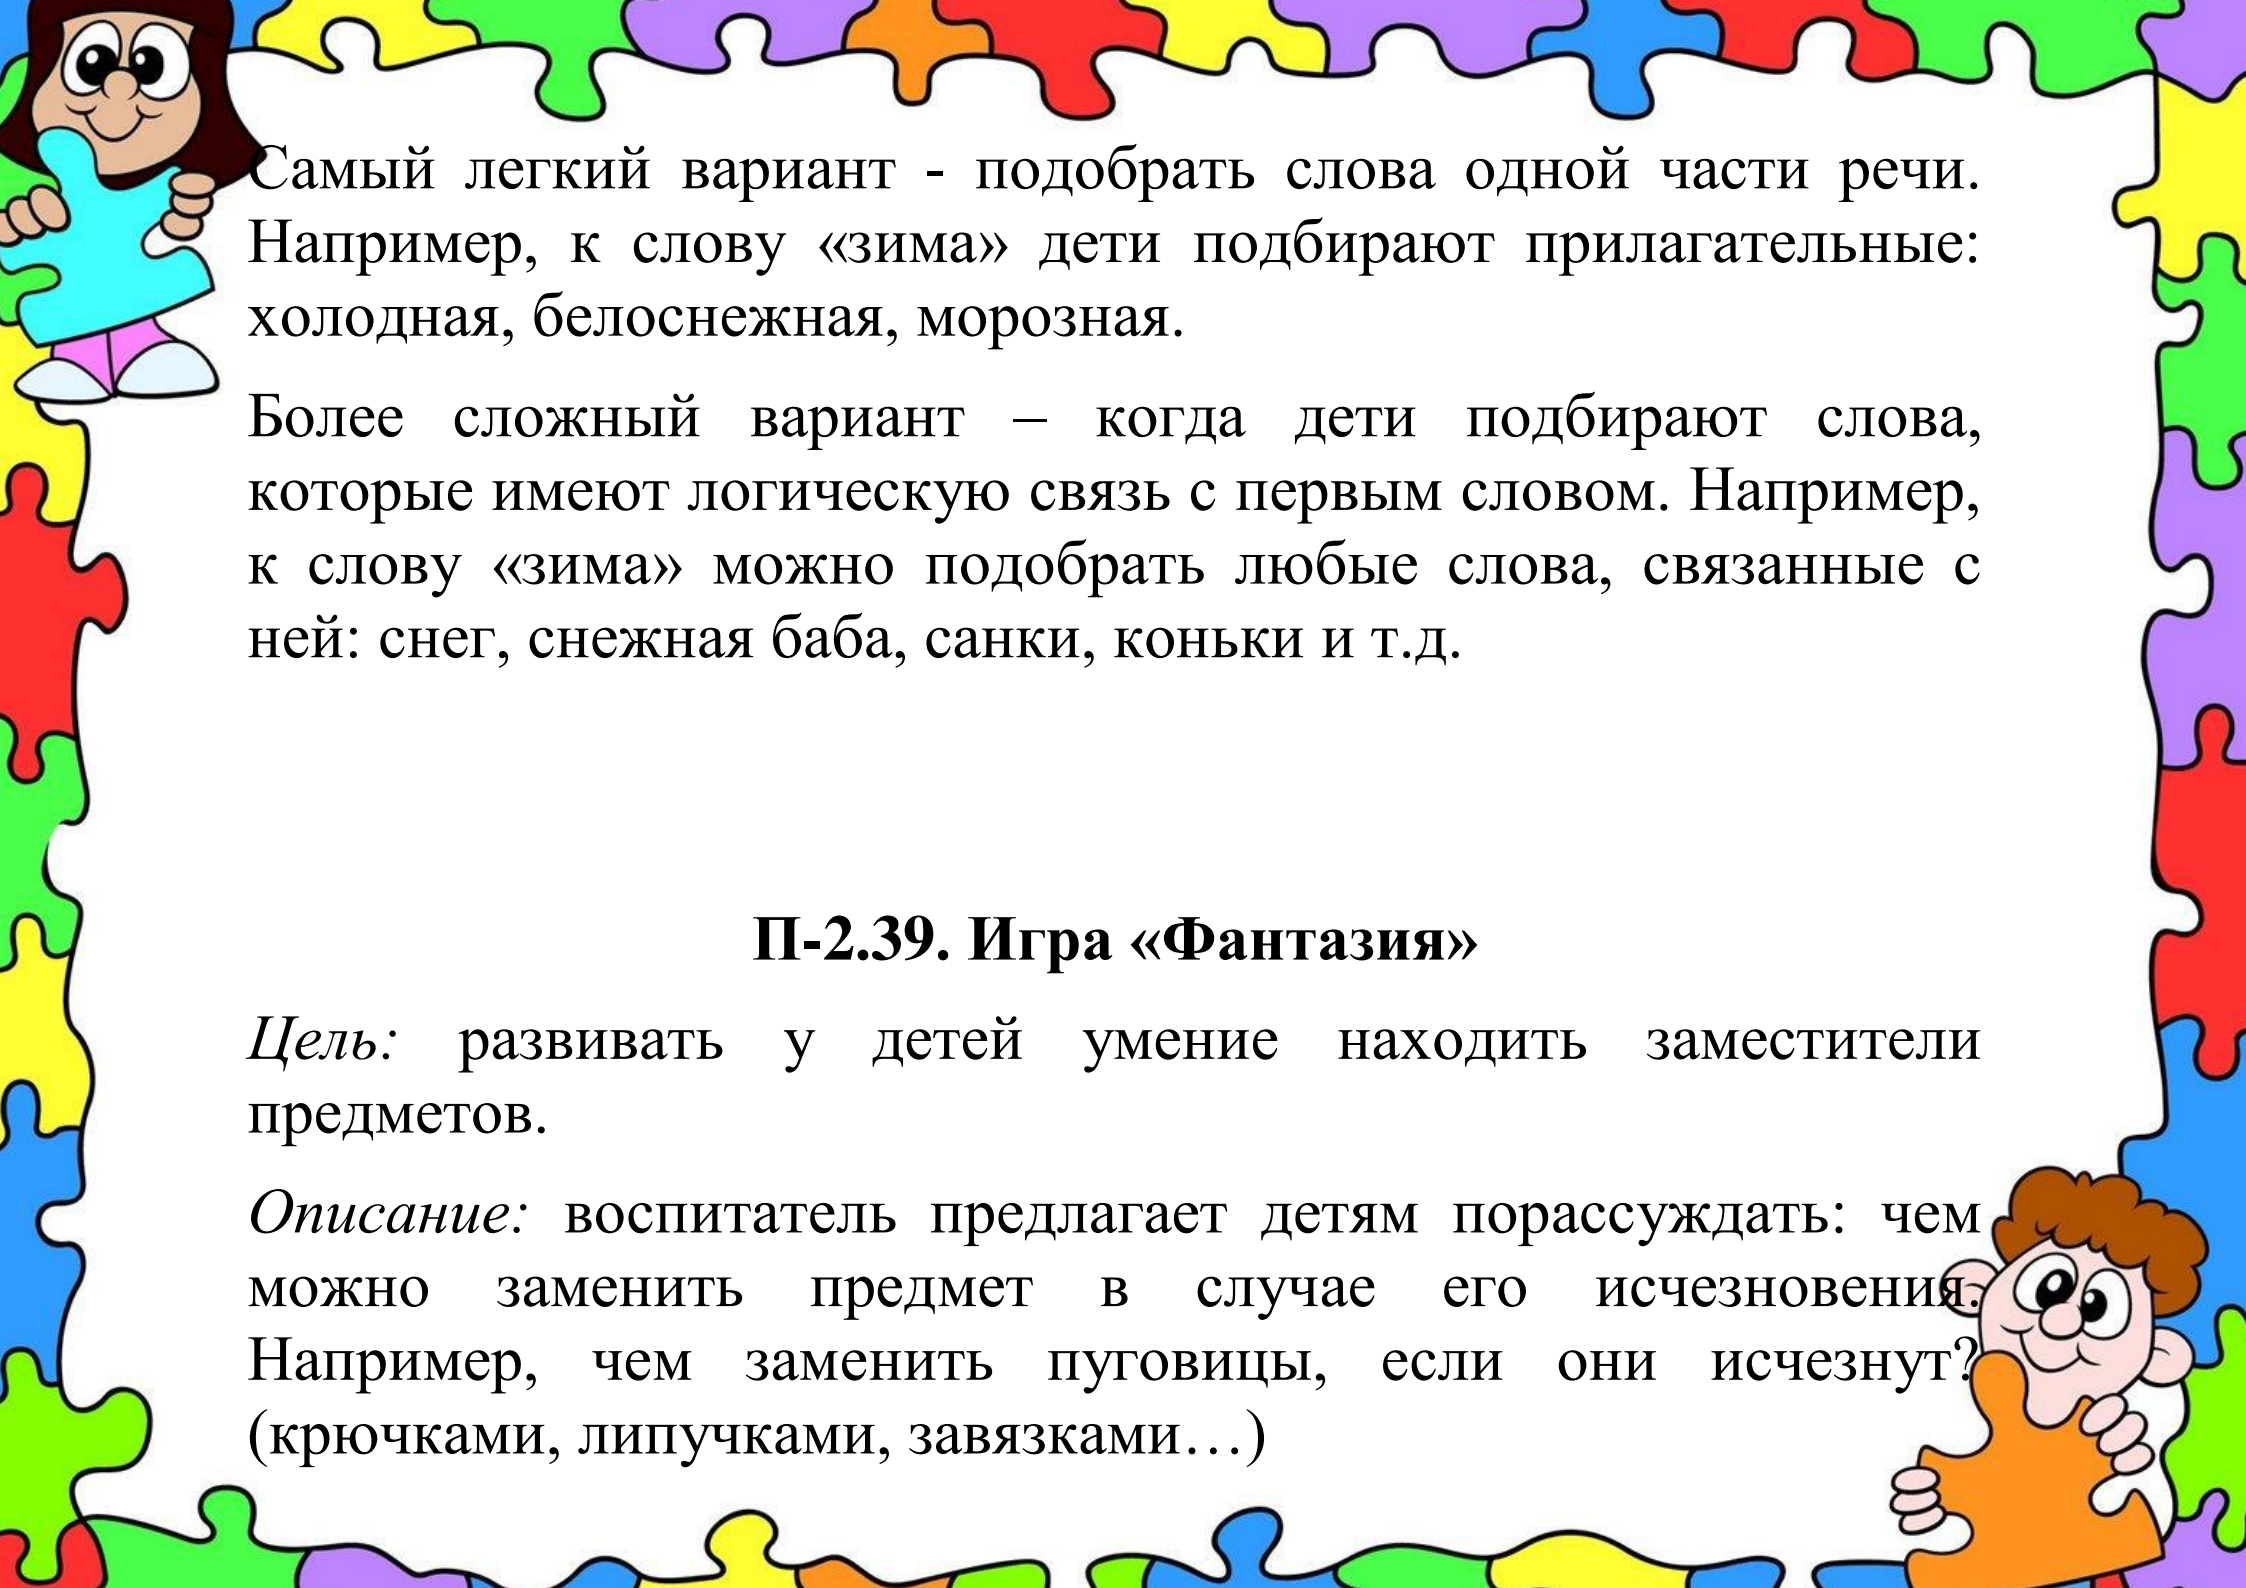 Самый легкий вариант - подобрать слова одной части речи.
Например, к слову «зима» дети подбирают прилагательные:
холодная, белоснежная, морозная.
Более сложный вариант – когда дети подбирают слова,
которые имеют логическую связь с первым словом. Например,
к слову «зима» можно подобрать любые слова, связанные с
ней: снег, снежная баба, санки, коньки и т.д.
П-2.39. Игра «Фантазия»
Цель: развивать у детей умение находить заместители
предметов.
Описание: воспитатель предлагает детям порассуждать: чем
можно заменить предмет в случае его исчезновения.
Например, чем заменить пуговицы, если они исчезнут?
(крючками, липучками, завязками…)